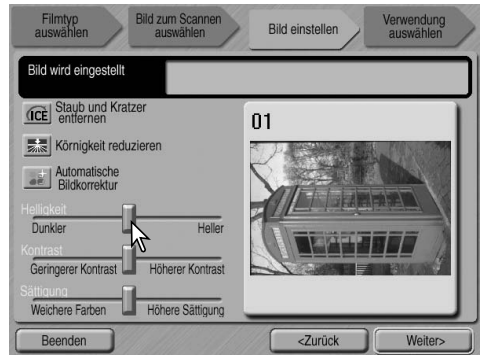 Filmtyp
auswählen
Bild zum Scannen
auswählen
Bild einstellen
Verwendung
auswählen
Bild wird eingestellt
ICE Staub und Kratzer
entfernen
Körnigkeit reduzieren
Automatische
Bildkorrektur
01
Helligkeit
Dunkler Heller
Kontrast
Geringerer Kontrast Höherer Kontrast
Sättigung
Weichere Farben Höhere Sättigung
Beenden <Zurück Weiter>